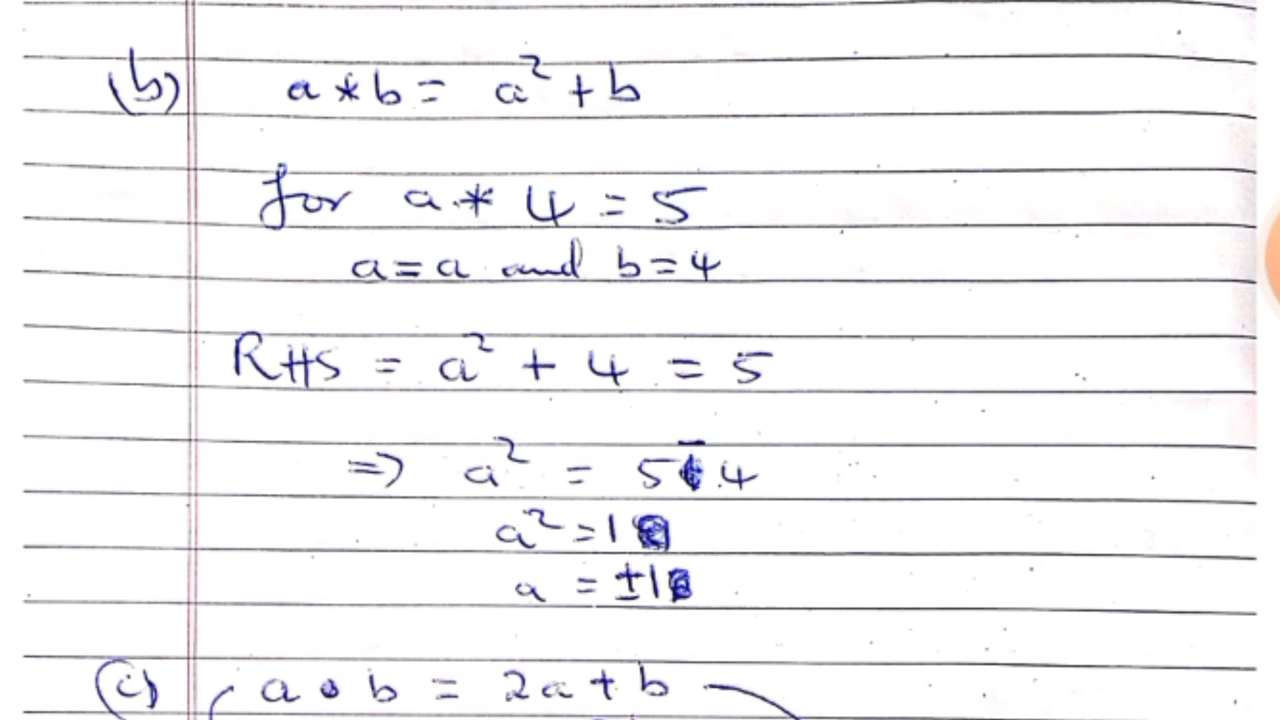 (b) a * b = a² + b
for a * 4 = 5
a = a and b = 4
RHS = a² + 4 = 5
=> a² = 5 - 4
a² = 1
a = ±1
(c) a • b = 2a + b